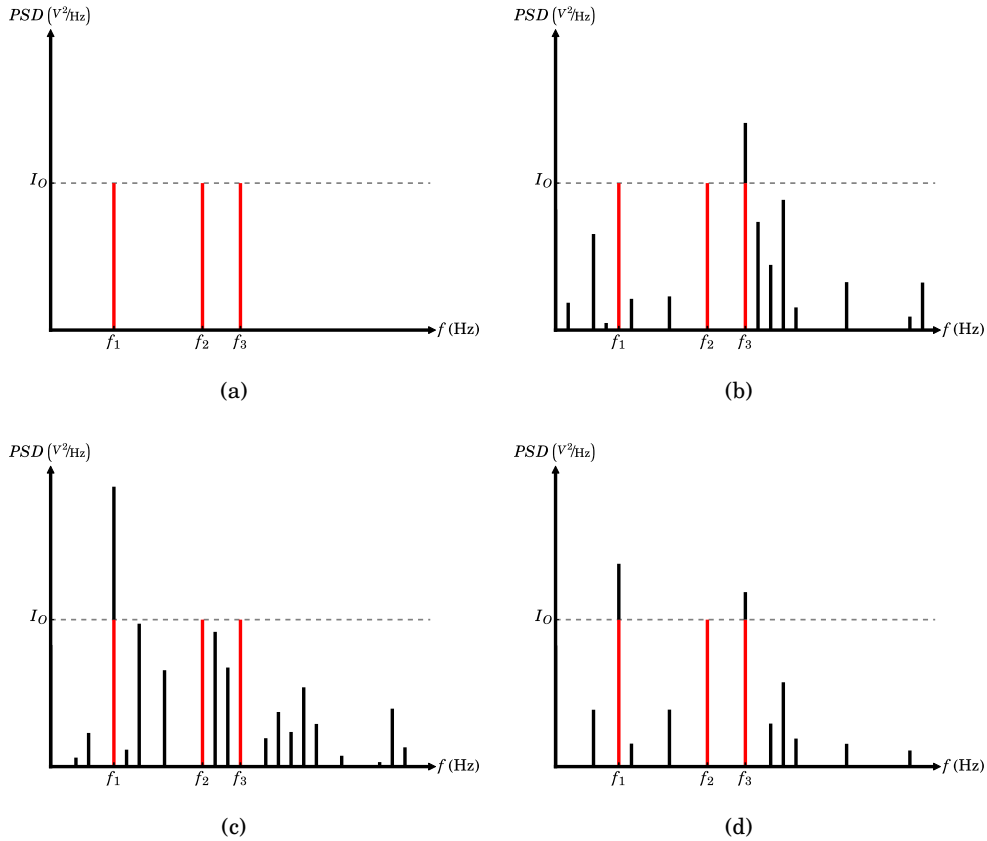 PSD (V²/Hz)
I_O
f₁ f₂ f₃ f (Hz)
(a)
PSD (V²/Hz)
I_O
f₁ f₂ f₃ f (Hz)
(b)
PSD (V²/Hz)
I_O
f₁ f₂ f₃ f (Hz)
(c)
PSD (V²/Hz)
I_O
f₁ f₂ f₃ f (Hz)
(d)